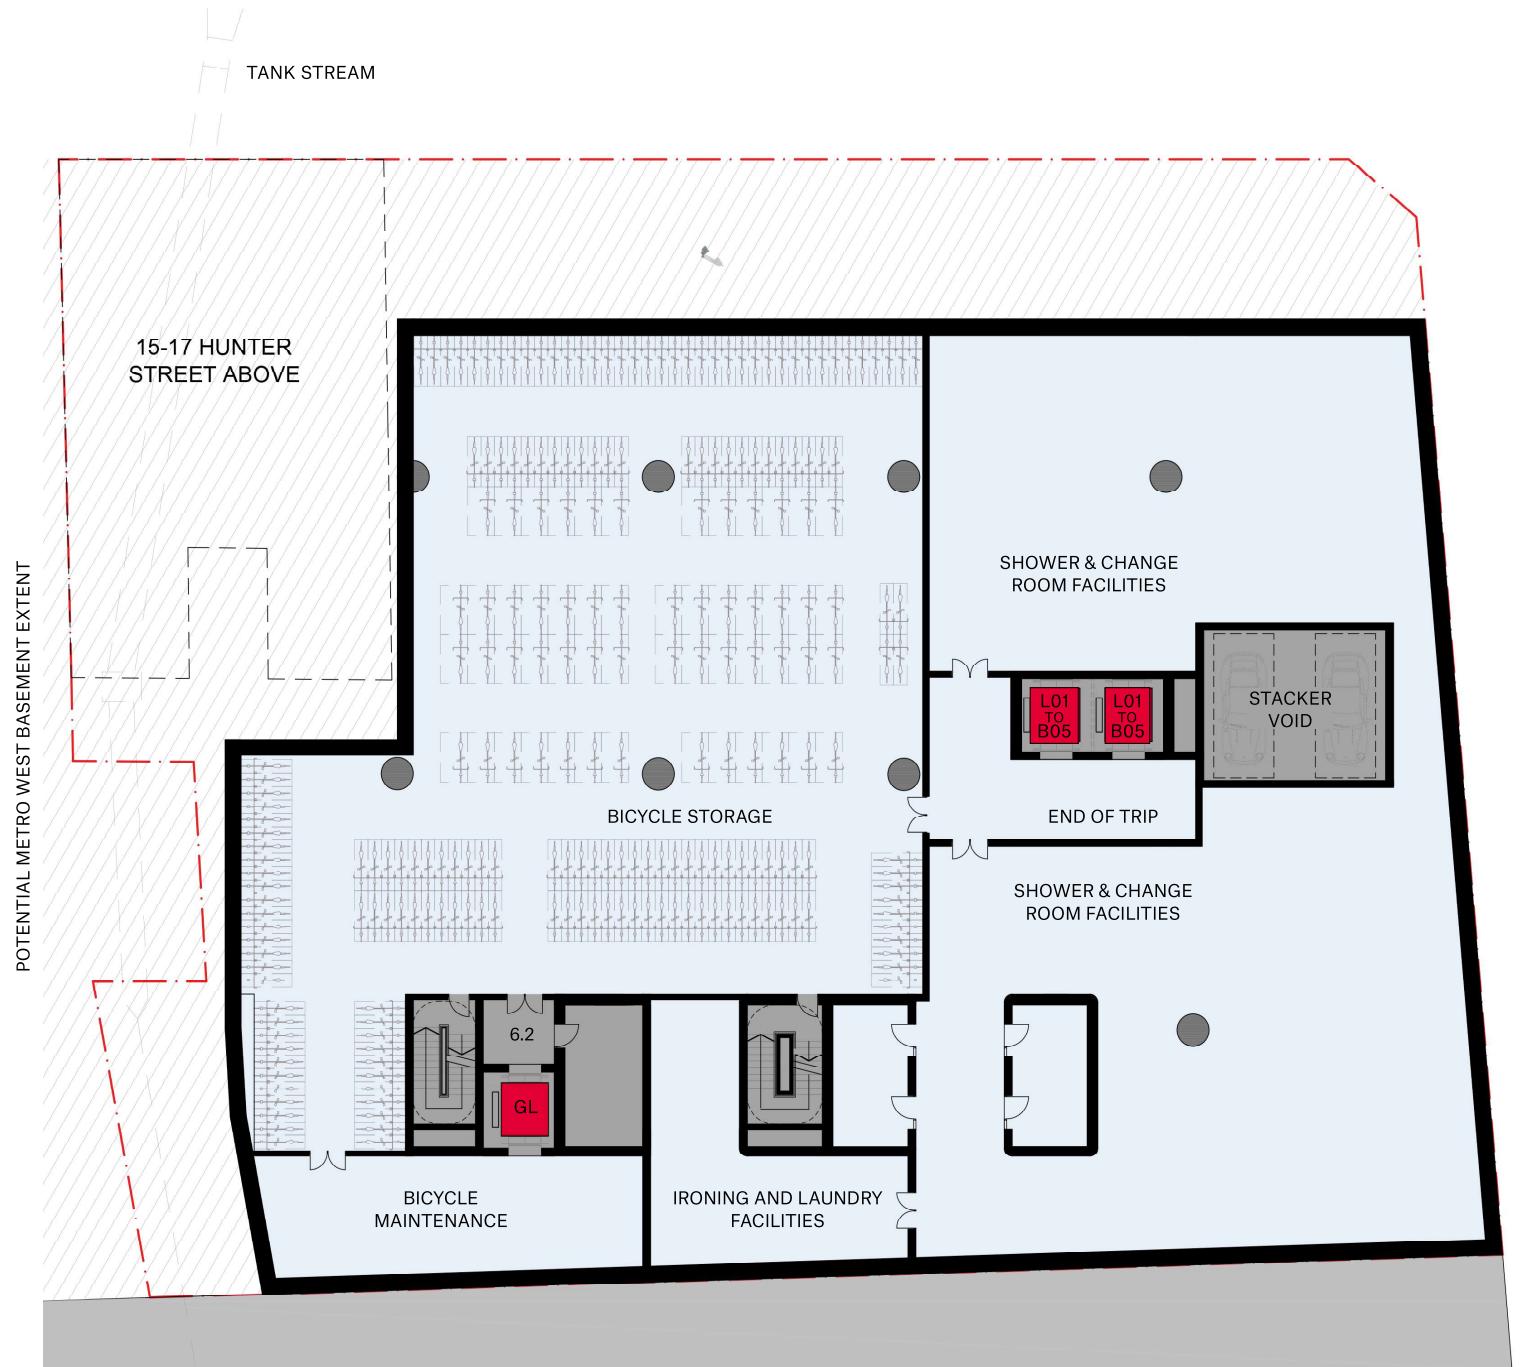 TANK STREAM
15-17 HUNTER
STREET ABOVE
POTENTIAL METRO WEST BASEMENT EXTENT
SHOWER & CHANGE
ROOM FACILITIES
L01
TO
B05
L01
TO
B05
STACKER
VOID
BICYCLE STORAGE
END OF TRIP
SHOWER & CHANGE
ROOM FACILITIES
6.2
GL
BICYCLE
MAINTENANCE
IRONING AND LAUNDRY
FACILITIES